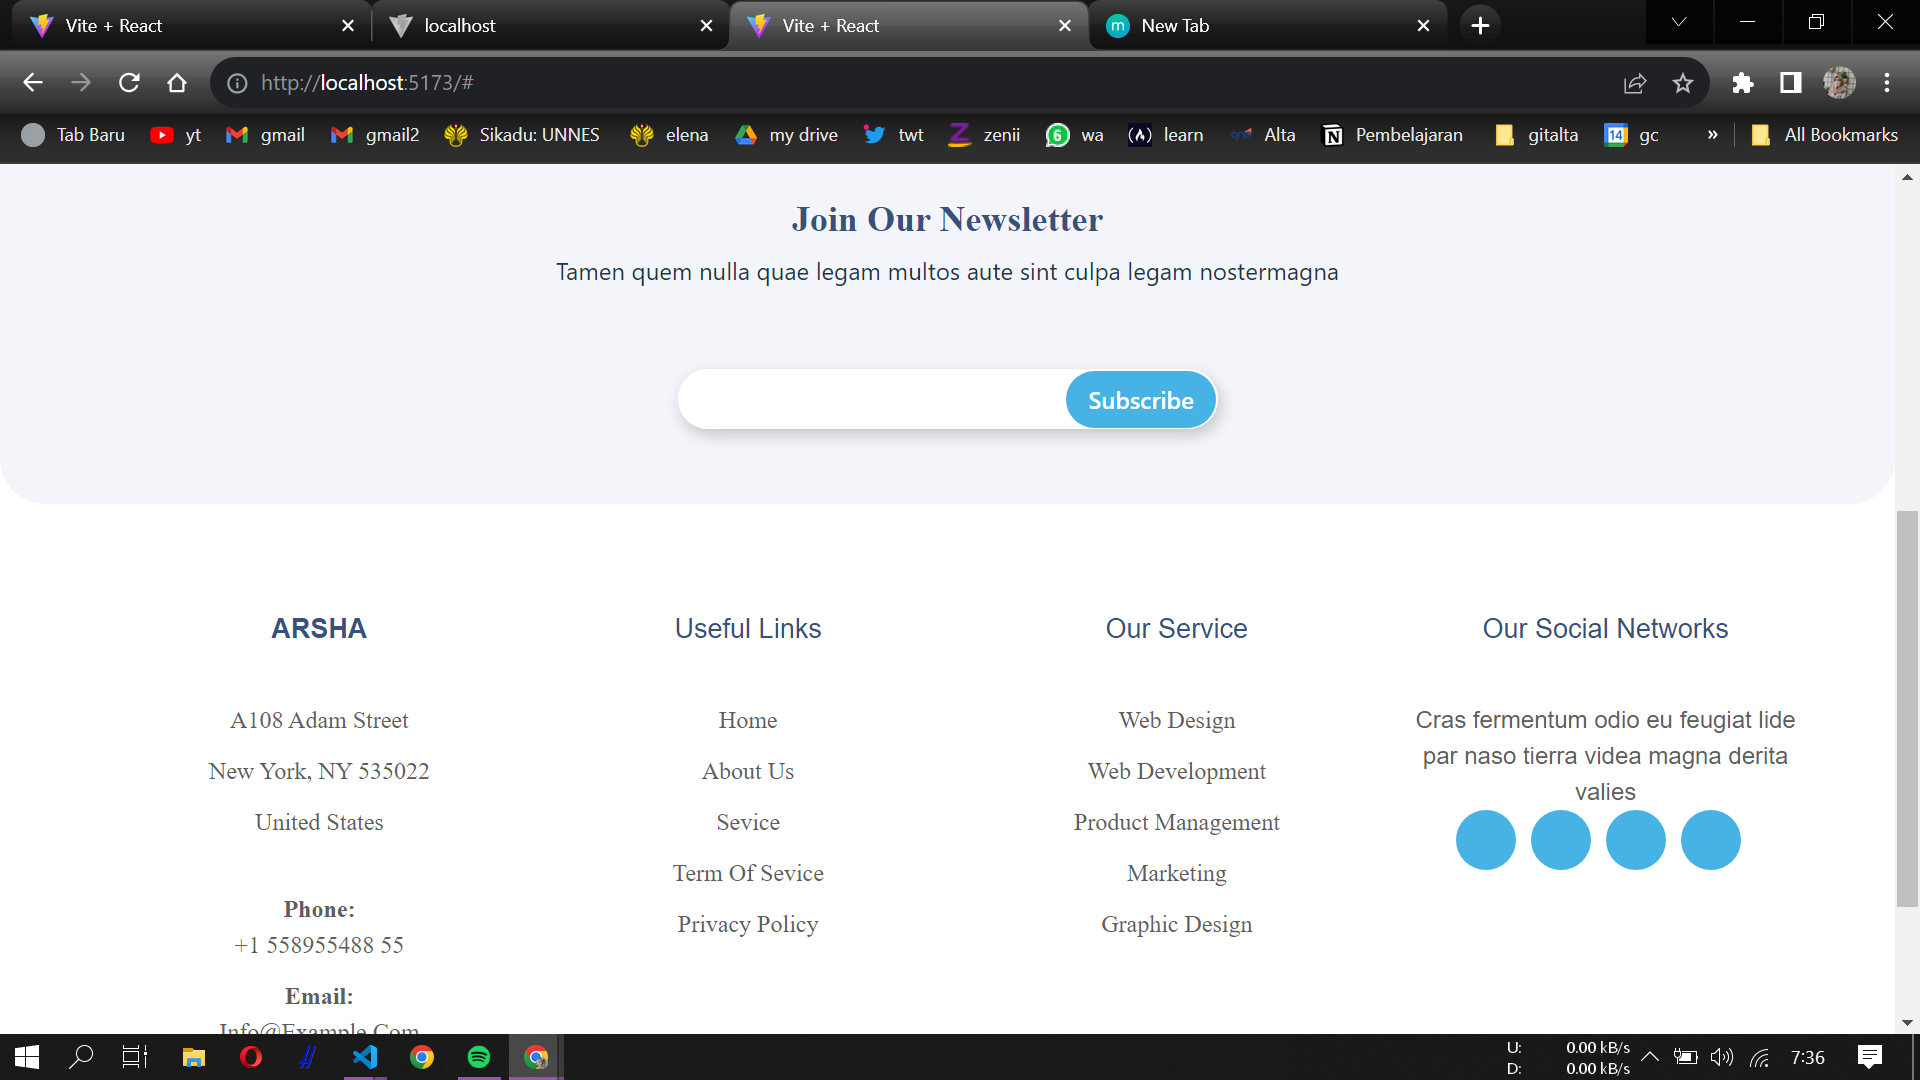 Vite + React
localhost
Vite + React
m New Tab
http://localhost:5173/#
Tab Baru yt gmail gmail2 Sikadu: UNNES elena my drive twt zenii 6 wa learn Alta Pembelajaran gitalta 14 gc » All Bookmarks
Join Our Newsletter
Tamen quem nulla quae legam multos aute sint culpa legam nostermagna
Subscribe
ARSHA
A108 Adam Street
New York, NY 535022
United States
Phone:
+1 558955488 55
Email:
Info@Example.Com
Useful Links
Home
About Us
Sevice
Term Of Sevice
Privacy Policy
Our Service
Web Design
Web Development
Product Management
Marketing
Graphic Design
Our Social Networks
Cras fermentum odio eu feugiat lide
par naso tierra videa magna derita
valies
U: 0.00 kB/s
D: 0.00 kB/s
7:36